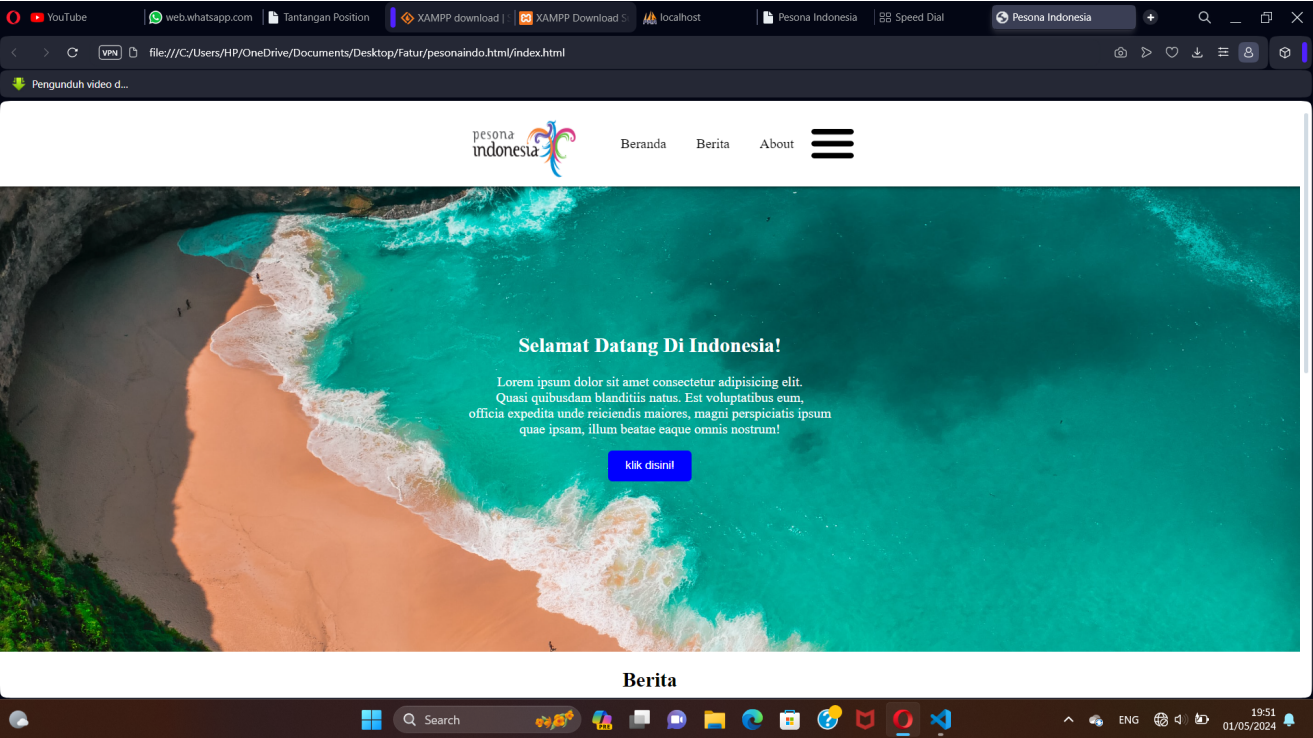 YouTube
web.whatsapp.com
Tantangan Position
XAMPP download |
XAMPP Download
localhost
Pesona Indonesia
Speed Dial
Pesona Indonesia
VPN
file:///C:/Users/HP/OneDrive/Documents/Desktop/Fatur/pesonaindo.html/index.html
Pengunduh video d...
pesona
indonesia
Beranda
Berita
About
Selamat Datang Di Indonesia!
Lorem ipsum dolor sit amet consectetur adipisicing elit.
Quasi quibusdam blanditiis natus. Est voluptatibus eum,
officia expedita unde reiciendis maiores, magni perspiciatis ipsum
quae ipsam, illum beatae eaque omnis nostrum!
klik disini!
Berita
Search
PRE
ENG
19:51
01/05/2024